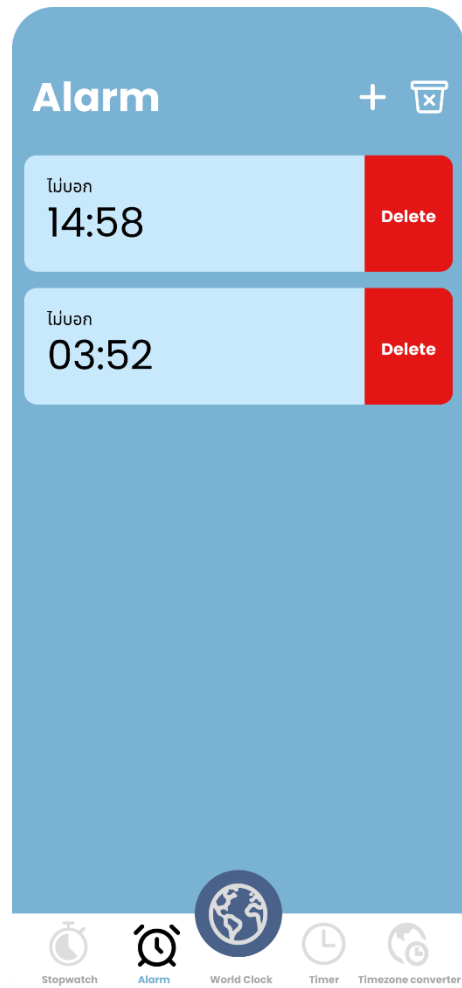 Alarm
ไม่บอก
14:58
Delete
ไม่บอก
03:52
Delete
Stopwatch
Alarm
World Clock
Timer
Timezone converter